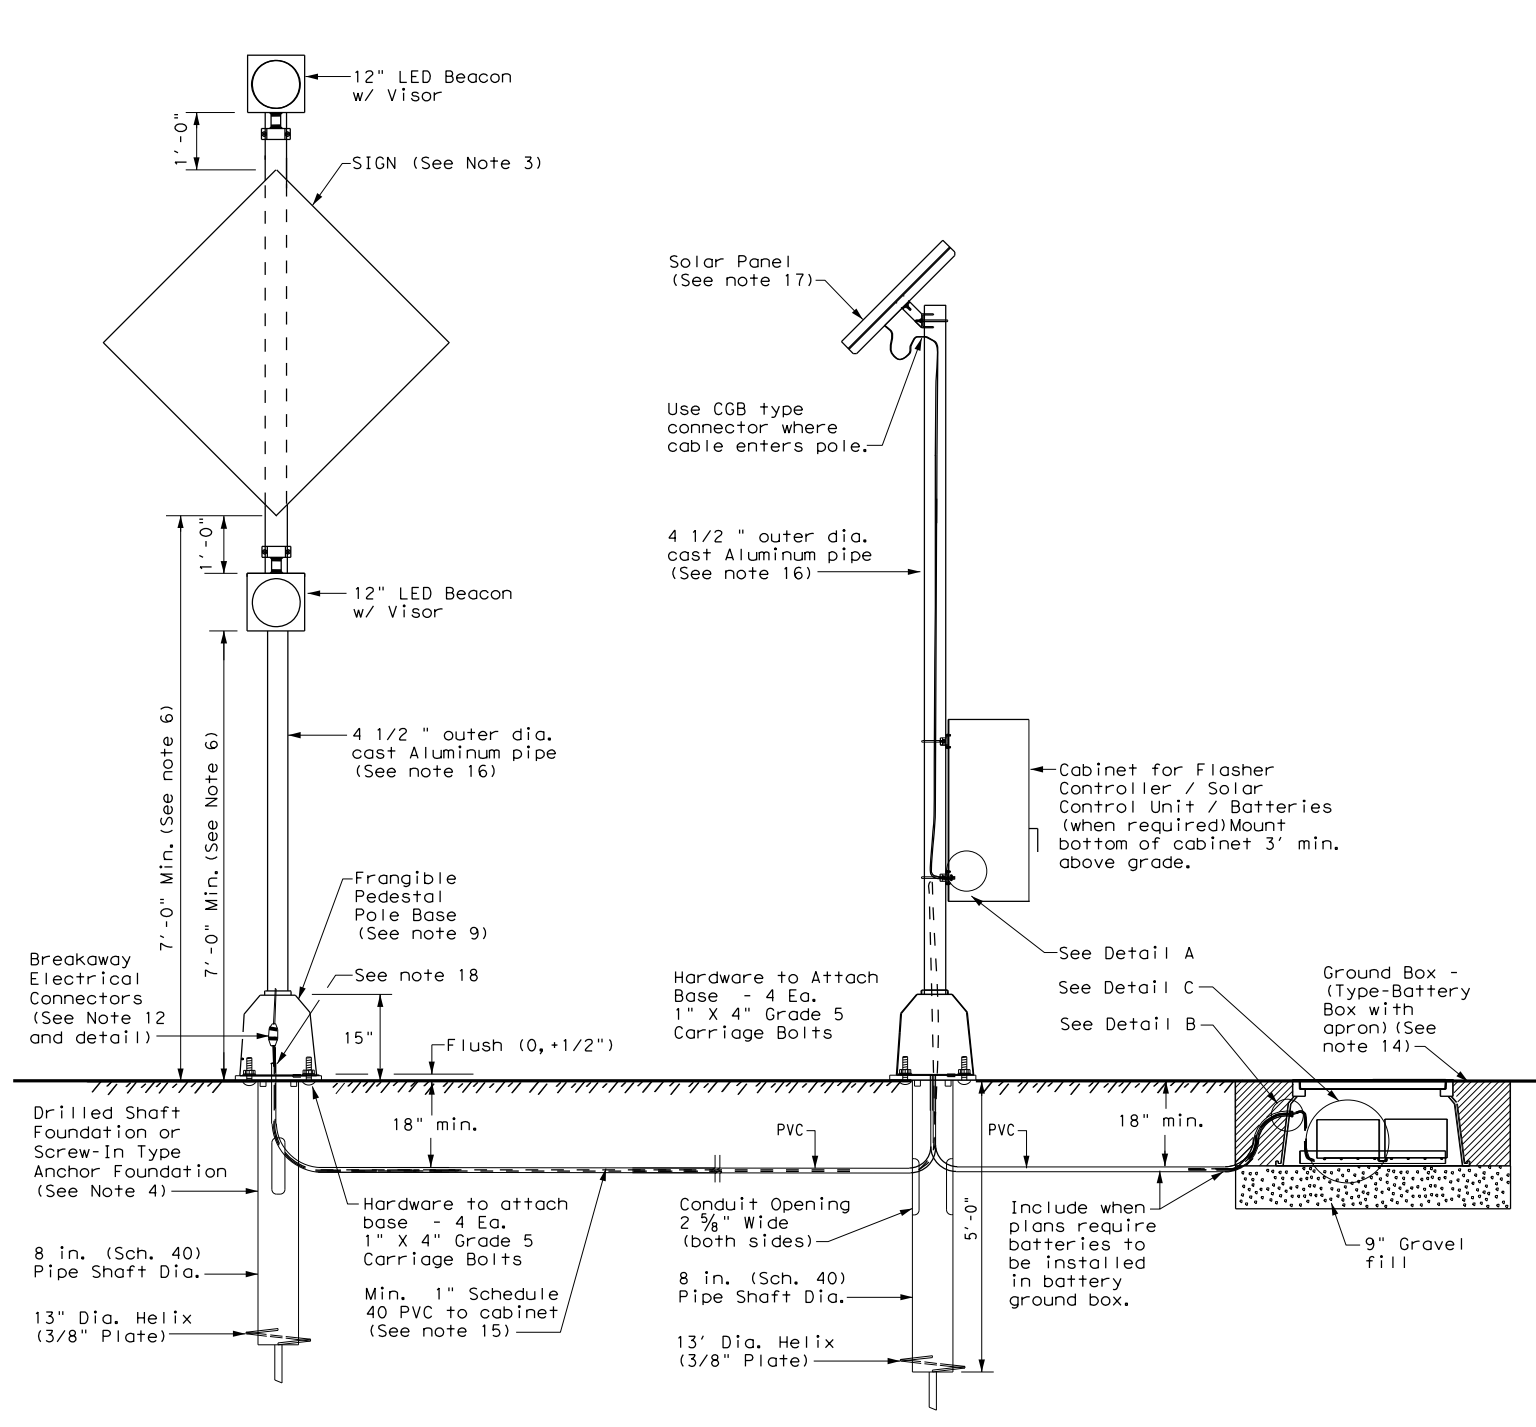 12" LED Beacon
w/ Visor
1'-0"
SIGN (See Note 3)
1'-0"
12" LED Beacon
w/ Visor
7'-0" Min. (See note 6)
7'-0" Min. (See Note 6)
4 1/2 " outer dia.
cast Aluminum pipe
(See note 16)
Frangible
Pedestal
Pole Base
(See note 9)
See note 18
Breakaway
Electrical
Connectors
(See Note 12
and detail)
15"
Flush (0,+1/2")
Drilled Shaft
Foundation or
Screw-In Type
Anchor Foundation
(See Note 4)
18" min.
8 in. (Sch. 40)
Pipe Shaft Dia.
13" Dia. Helix
(3/8" Plate)
Hardware to attach
base - 4 Ea.
1" X 4" Grade 5
Carriage Bolts
Min. 1" Schedule
40 PVC to cabinet
(See note 15)
Solar Panel
(See note 17)
Use CGB type
connector where
cable enters pole.
4 1/2 " outer dia.
cast Aluminum pipe
(See note 16)
Cabinet for Flasher
Controller / Solar
Control Unit / Batteries
(when required)Mount
bottom of cabinet 3' min.
above grade.
Hardware to Attach
Base - 4 Ea.
1" X 4" Grade 5
Carriage Bolts
See Detail A
See Detail C
See Detail B
Ground Box -
(Type-Battery
Box with
apron)(See
note 14)
PVC
PVC
18" min.
Conduit Opening
2 ⅝" Wide
(both sides)
5'-0"
8 in. (Sch. 40)
Pipe Shaft Dia.
13' Dia. Helix
(3/8" Plate)
Include when
plans require
batteries to
be installed
in battery
ground box.
9" Gravel
fill